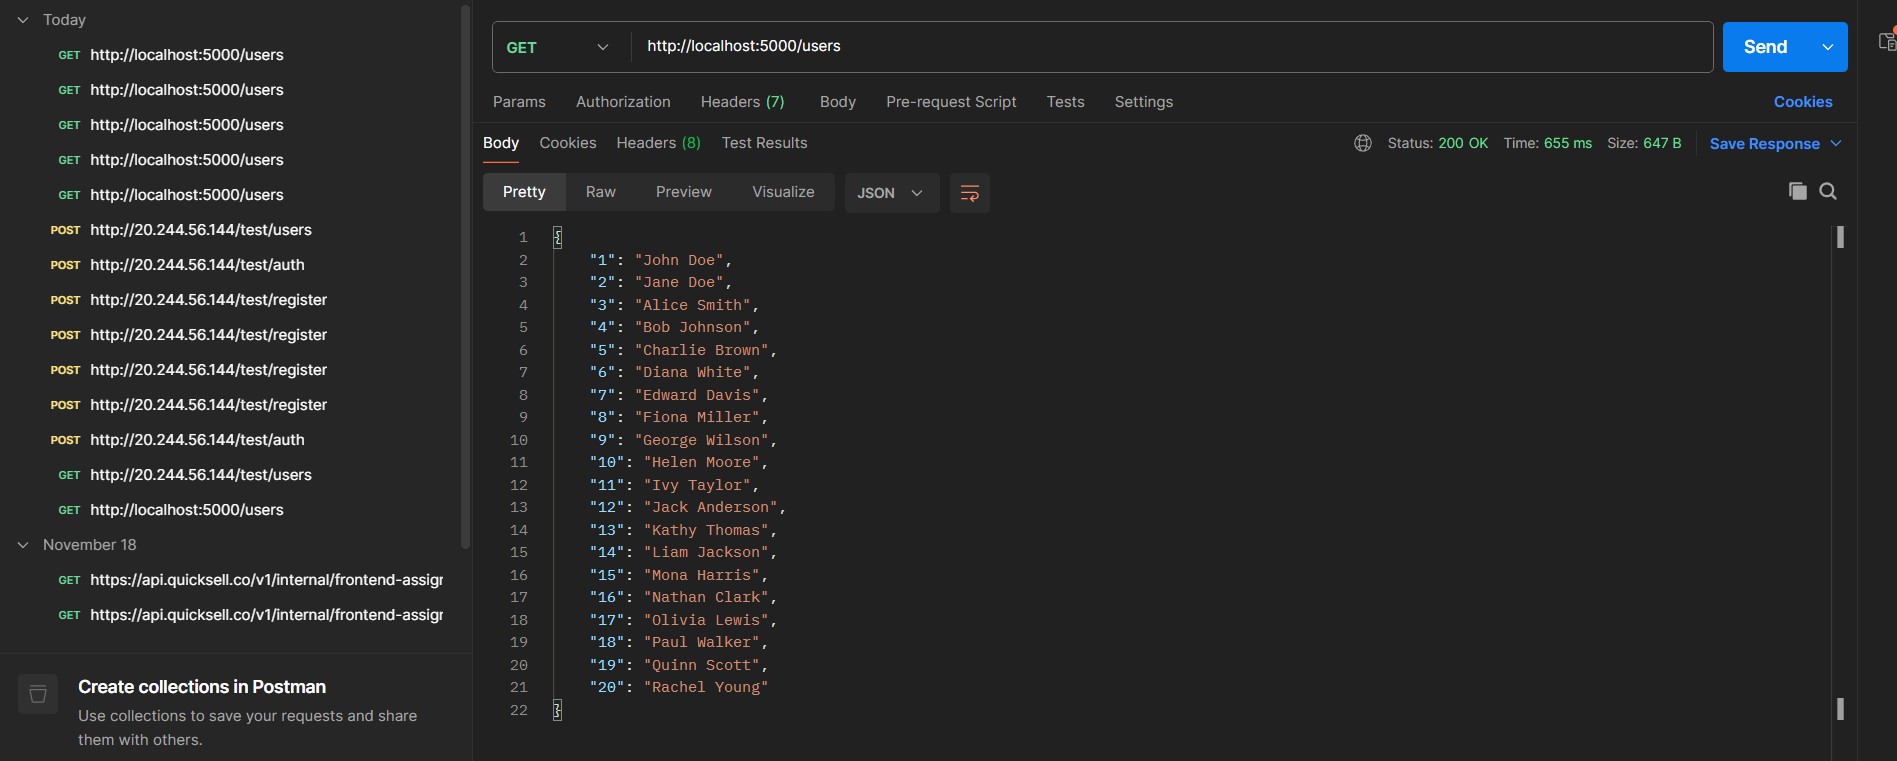 Today
GET http://localhost:5000/users
GET http://localhost:5000/users
GET http://localhost:5000/users
GET http://localhost:5000/users
GET http://localhost:5000/users
POST http://20.244.56.144/test/users
POST http://20.244.56.144/test/auth
POST http://20.244.56.144/test/register
POST http://20.244.56.144/test/register
POST http://20.244.56.144/test/register
POST http://20.244.56.144/test/register
POST http://20.244.56.144/test/auth
GET http://20.244.56.144/test/users
GET http://localhost:5000/users
November 18
GET https://api.quicksell.co/v1/internal/frontend-assigr
GET https://api.quicksell.co/v1/internal/frontend-assigr
Create collections in Postman
Use collections to save your requests and share
them with others.
GET http://localhost:5000/users Send
Params Authorization Headers (7) Body Pre-request Script Tests Settings Cookies
Body Cookies Headers (8) Test Results Status: 200 OK Time: 655 ms Size: 647 B Save Response
Pretty Raw Preview Visualize JSON
1 {
2 "1": "John Doe",
3 "2": "Jane Doe",
4 "3": "Alice Smith",
5 "4": "Bob Johnson",
6 "5": "Charlie Brown",
7 "6": "Diana White",
8 "7": "Edward Davis",
9 "8": "Fiona Miller",
10 "9": "George Wilson",
11 "10": "Helen Moore",
12 "11": "Ivy Taylor",
13 "12": "Jack Anderson",
14 "13": "Kathy Thomas",
15 "14": "Liam Jackson",
16 "15": "Mona Harris",
17 "16": "Nathan Clark",
18 "17": "Olivia Lewis",
19 "18": "Paul Walker",
20 "19": "Quinn Scott",
21 "20": "Rachel Young"
22 }